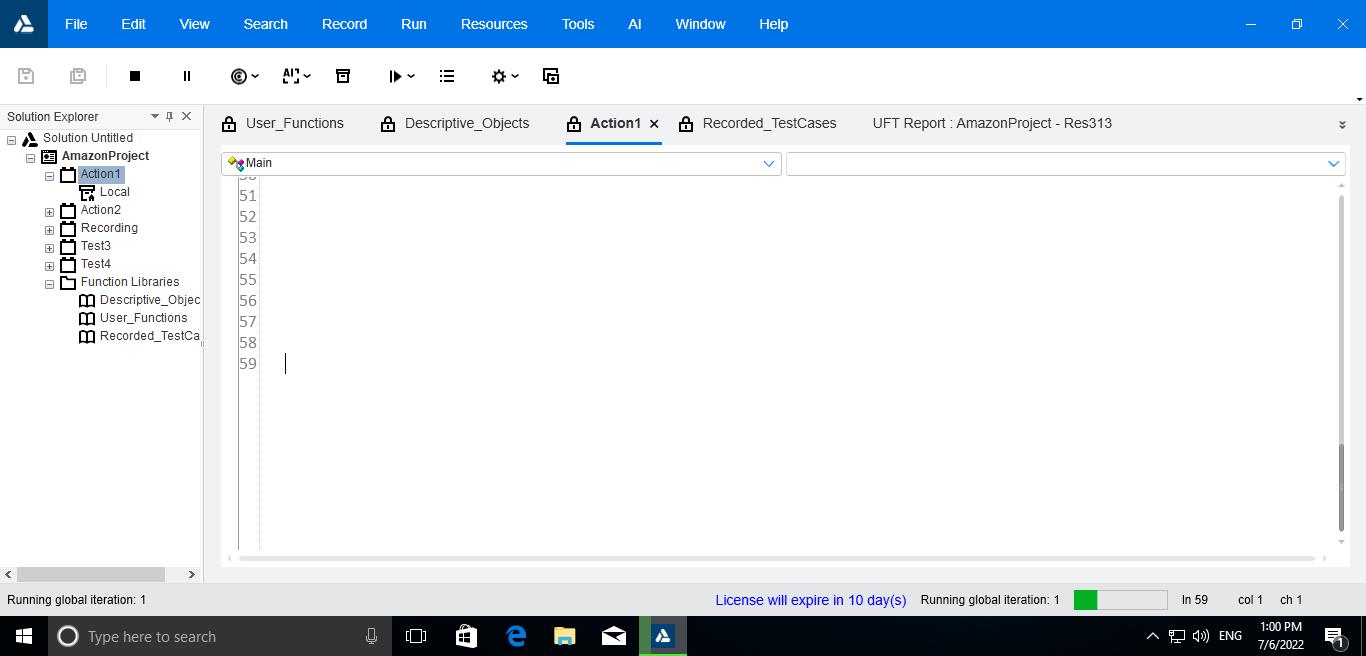 File Edit View Search Record Run Resources Tools AI Window Help
Solution Explorer
Solution Untitled
AmazonProject
Action1
Local
Action2
Recording
Test3
Test4
Function Libraries
Descriptive_Objec
User_Functions
Recorded_TestCa
User_Functions Descriptive_Objects Action1 Recorded_TestCases UFT Report : AmazonProject - Res313
Main
51
52
53
54
55
56
57
58
59
Running global iteration: 1 License will expire in 10 day(s) Running global iteration: 1 ln 59 col 1 ch 1
Type here to search ENG 1:00 PM
7/6/2022 1